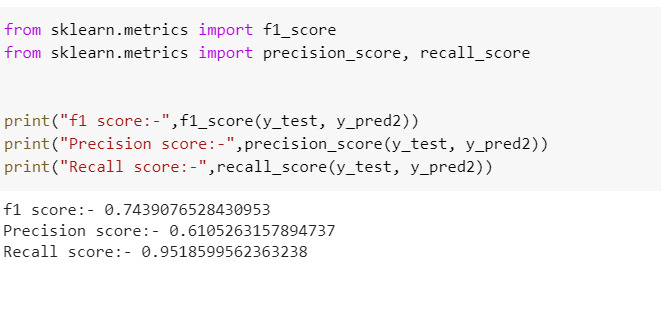 from sklearn.metrics import f1_score
from sklearn.metrics import precision_score, recall_score
print("f1 score:-",f1_score(y_test, y_pred2))
print("Precision score:-",precision_score(y_test, y_pred2))
print("Recall score:-",recall_score(y_test, y_pred2))
f1 score:- 0.7439076528430953
Precision score:- 0.6105263157894737
Recall score:- 0.9518599562363238